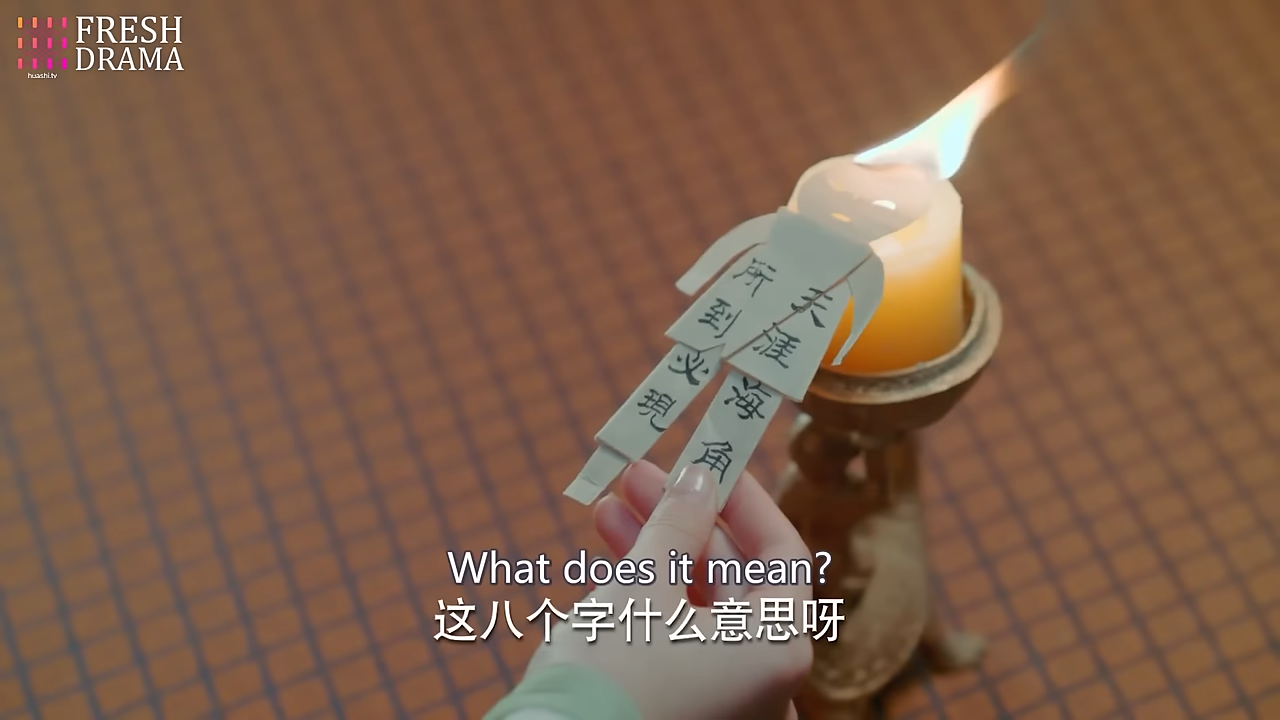 FRESH
DRAMA
huashi.tv
天涯海角
所到必現
What does it mean?
这八个字什么意思呀